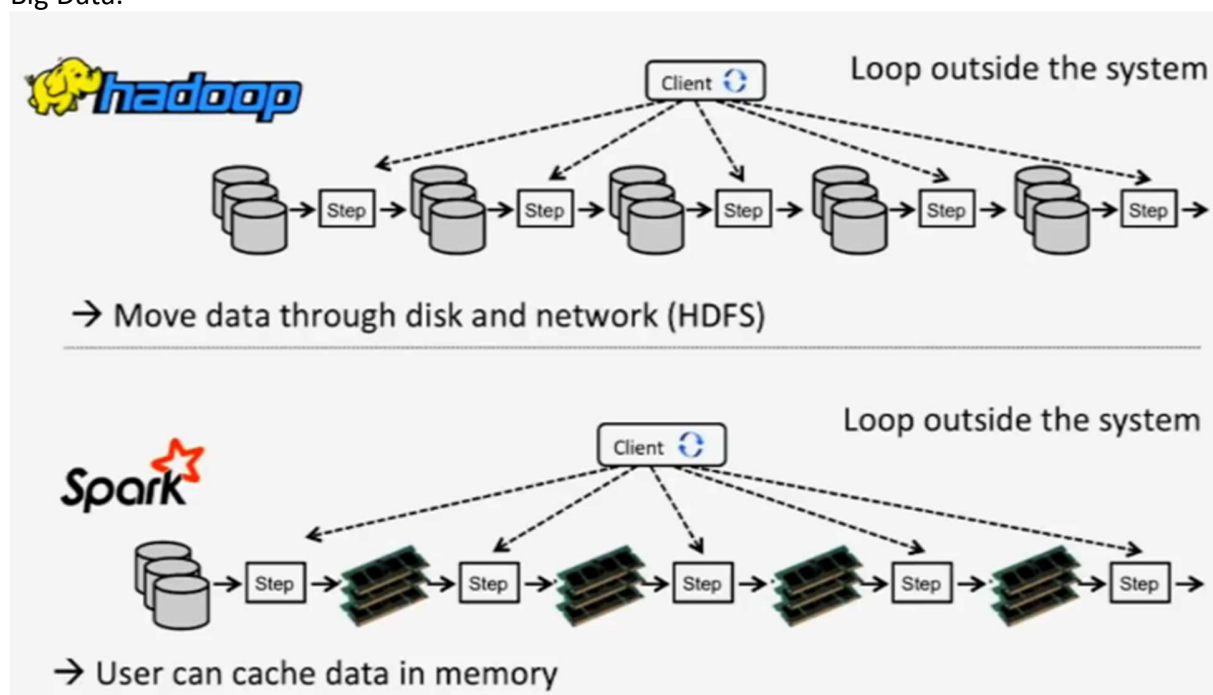 Big Data.
hadoop
Client
Loop outside the system
Step
Step
Step
Step
Step
→ Move data through disk and network (HDFS)
Loop outside the system
Client
Spark
Step
Step
Step
Step
Step
→ User can cache data in memory